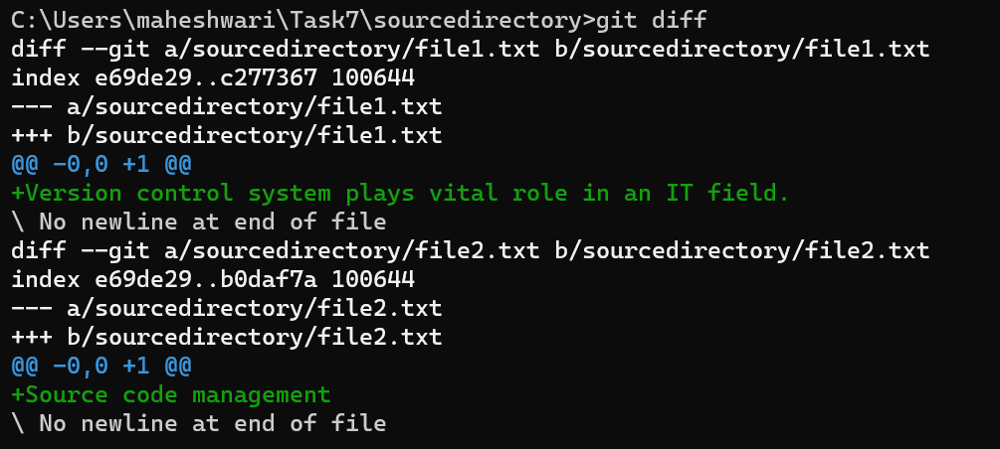 C:\Users\maheshwari\Task7\sourcedirectory>git diff
diff --git a/sourcedirectory/file1.txt b/sourcedirectory/file1.txt
index e69de29..c277367 100644
--- a/sourcedirectory/file1.txt
+++ b/sourcedirectory/file1.txt
@@ -0,0 +1 @@
+Version control system plays vital role in an IT field.
\ No newline at end of file
diff --git a/sourcedirectory/file2.txt b/sourcedirectory/file2.txt
index e69de29..b0daf7a 100644
--- a/sourcedirectory/file2.txt
+++ b/sourcedirectory/file2.txt
@@ -0,0 +1 @@
+Source code management
\ No newline at end of file